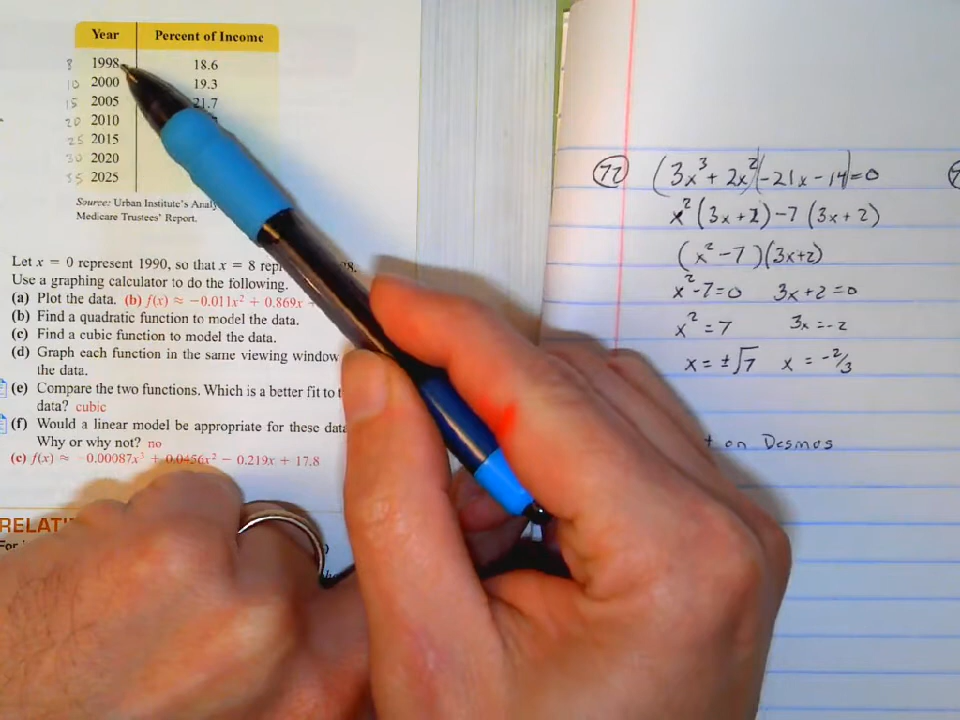 Year Percent of Income
8 1998 18.6
10 2000 19.3
15 2005 21.7
20 2010
25 2015
30 2020
35 2025
Source: Urban Institute's
Medicare Trustees' Report.
Let x = 0 represent 1990, so that x = 8
Use a graphing calculator to do the following.
(a) Plot the data. (b) f(x) ≈ −0.011x² + 0.869x
(b) Find a quadratic function to model the data.
(c) Find a cubic function to model the data.
(d) Graph each function in the same viewing window
the data.
(e) Compare the two functions. Which is a better fit to
data? cubic
(f) Would a linear model be appropriate for these data
Why or why not? no
(c) f(x) ≈ −0.00087x³ + 0.0456x² − 0.219x + 17.8
For
72 (3x³ + 2x²)(-21x - 14) = 0
x²(3x + 2) - 7(3x + 2)
(x² - 7)(3x + 2)
x² - 7 = 0 3x + 2 = 0
x² = 7 3x = -2
x = ±√7 x = -2/3
on Desmos